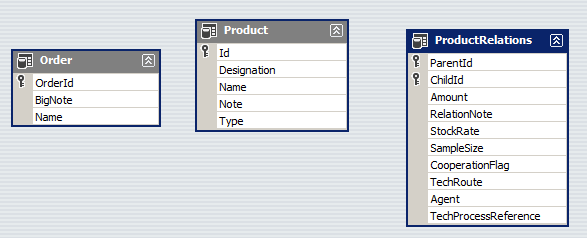 Order
OrderId
BigNote
Name
Product
Id
Designation
Name
Note
Type
ProductRelations
ParentId
ChildId
Amount
RelationNote
StockRate
SampleSize
CooperationFlag
TechRoute
Agent
TechProcessReference